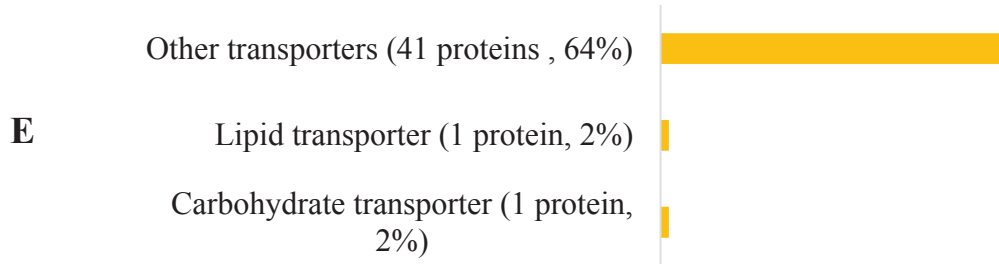 Other transporters (41 proteins , 64%)
E
Lipid transporter (1 protein, 2%)
Carbohydrate transporter (1 protein,
2%)